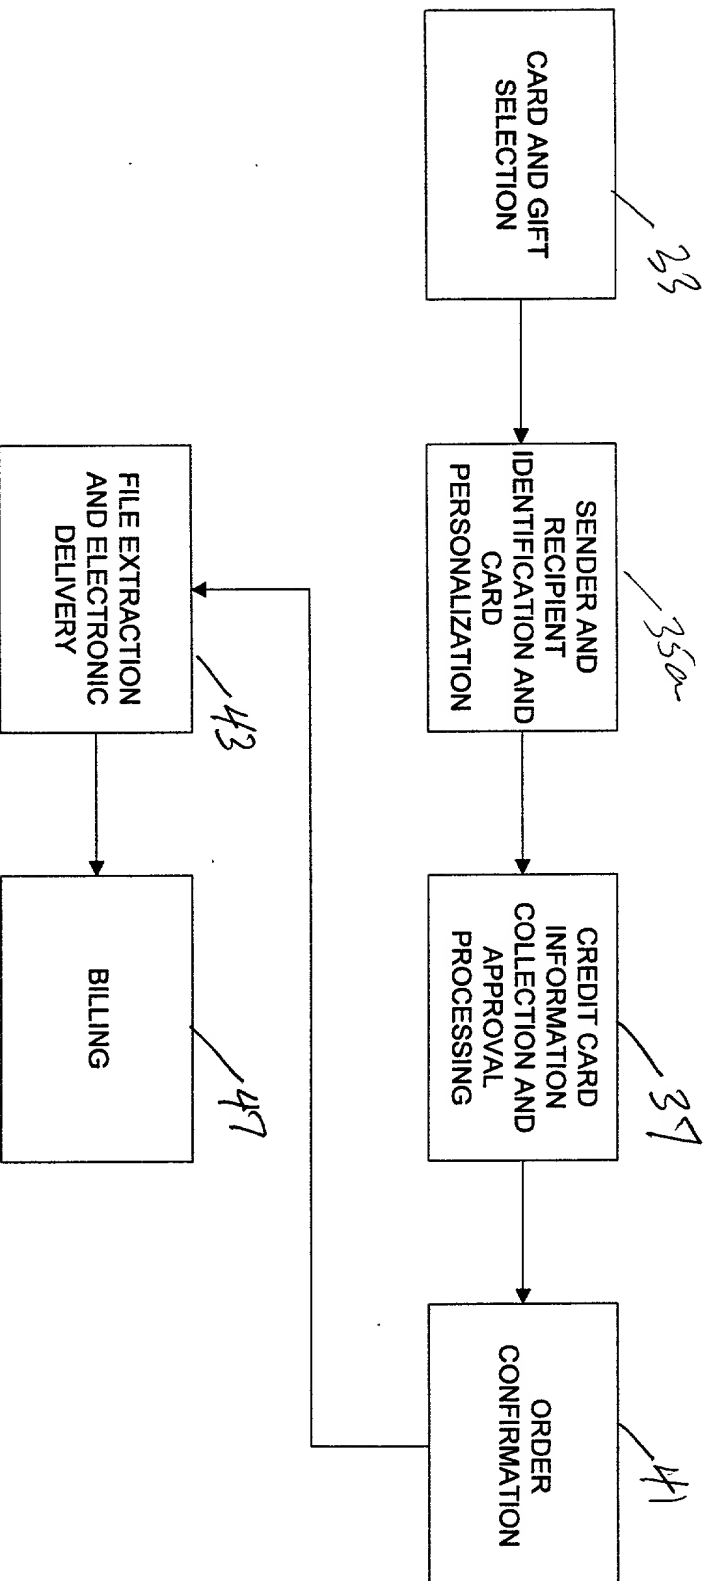 CARD AND GIFT
SELECTION
33
SENDER AND
RECIPIENT
IDENTIFICATION AND
CARD
PERSONALIZATION
35a
CREDIT CARD
INFORMATION
COLLECTION AND
APPROVAL
PROCESSING
37
ORDER
CONFIRMATION
41
FILE EXTRACTION
AND ELECTRONIC
DELIVERY
43
BILLING
47